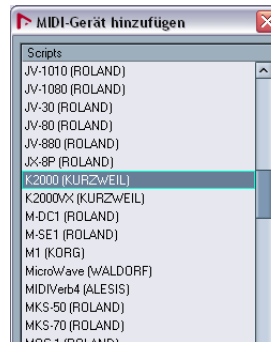 MIDI-Gerät hinzufügen
Scripts
JV-1010 (ROLAND)
JV-1080 (ROLAND)
JV-30 (ROLAND)
JV-80 (ROLAND)
JV-880 (ROLAND)
JX-8P (ROLAND)
K2000 (KURZWEIL)
K2000VX (KURZWEIL)
M-DC1 (ROLAND)
M-SE1 (ROLAND)
M1 (KORG)
MicroWave (WALDORF)
MIDIVerb4 (ALESIS)
MKS-50 (ROLAND)
MKS-70 (ROLAND)
(ROLAND)